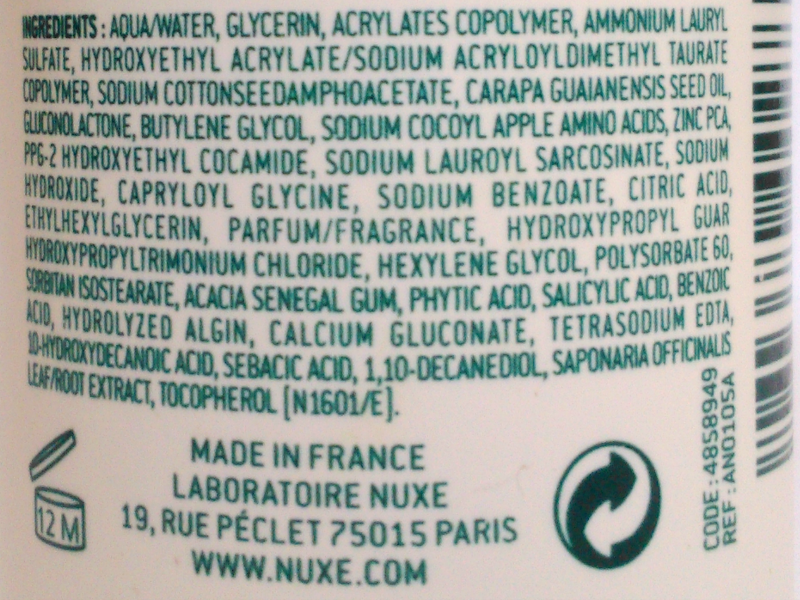 INGREDIENTS : AQUA/WATER, GLYCERIN, ACRYLATES COPOLYMER, AMMONIUM LAURYL
SULFATE, HYDROXYETHYL ACRYLATE/SODIUM ACRYLOYLDIMETHYL TAURATE
COPOLYMER, SODIUM COTTONSEEDAMPHOACETATE, CARAPA GUAIANENSIS SEED OIL,
GLUCONOLACTONE, BUTYLENE GLYCOL, SODIUM COCOYL APPLE AMINO ACIDS, ZINC PCA,
PPG-2 HYDROXYETHYL COCAMIDE, SODIUM LAUROYL SARCOSINATE, SODIUM
HYDROXIDE, CAPRYLOYL GLYCINE, SODIUM BENZOATE, CITRIC ACID,
ETHYLHEXYLGLYCERIN, PARFUM/FRAGRANCE, HYDROXYPROPYL GUAR
HYDROXYPROPYLTRIMONIUM CHLORIDE, HEXYLENE GLYCOL, POLYSORBATE 60,
SORBITAN ISOSTEARATE, ACACIA SENEGAL GUM, PHYTIC ACID, SALICYLIC ACID, BENZOIC
ACID, HYDROLYZED ALGIN, CALCIUM GLUCONATE, TETRASODIUM EDTA,
10-HYDROXYDECANOIC ACID, SEBACIC ACID, 1,10-DECANEDIOL, SAPONARIA OFFICINALIS
LEAF/ROOT EXTRACT, TOCOPHEROL [N1601/E].
12 M
MADE IN FRANCE
LABORATOIRE NUXE
19, RUE PÉCLET 75015 PARIS
WWW.NUXE.COM
CODE : 4858949
REF : AN0105A